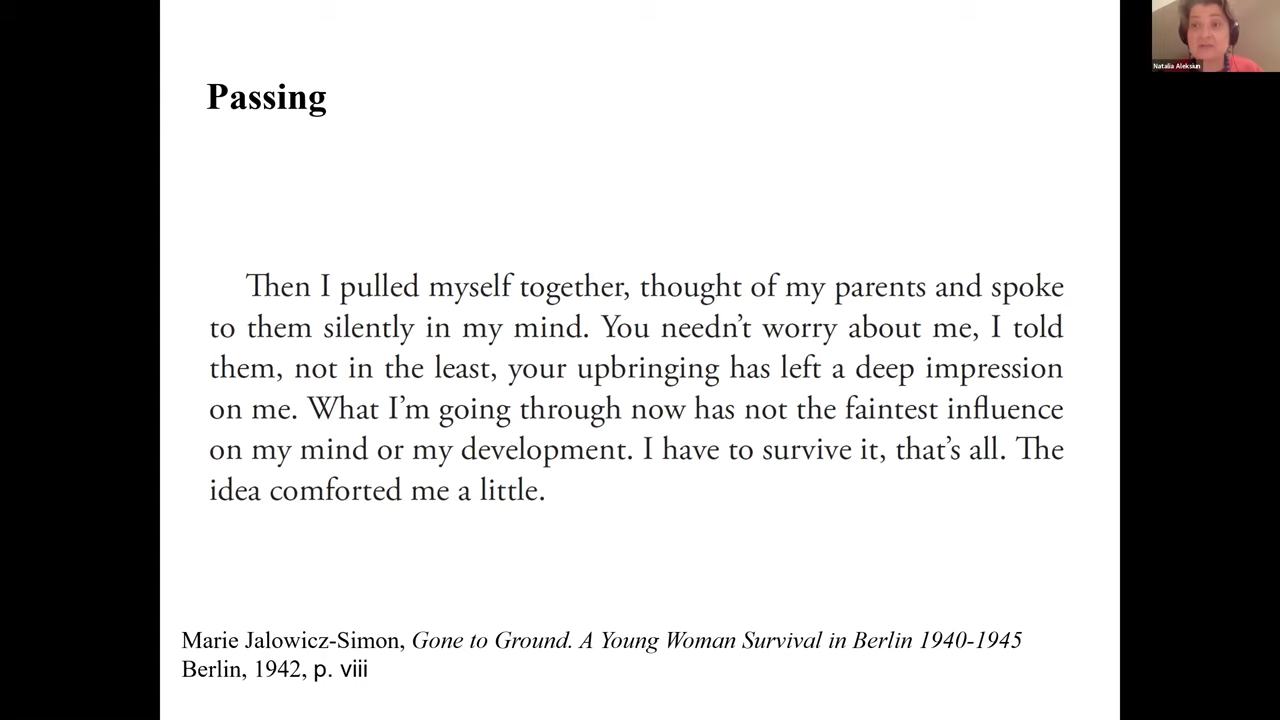 Passing
Then I pulled myself together, thought of my parents and spoke
to them silently in my mind. You needn’t worry about me, I told
them, not in the least, your upbringing has left a deep impression
on me. What I’m going through now has not the faintest influence
on my mind or my development. I have to survive it, that’s all. The
idea comforted me a little.
Marie Jalowicz-Simon, Gone to Ground. A Young Woman Survival in Berlin 1940-1945
Berlin, 1942, p. viii
Natalia Aleksiun